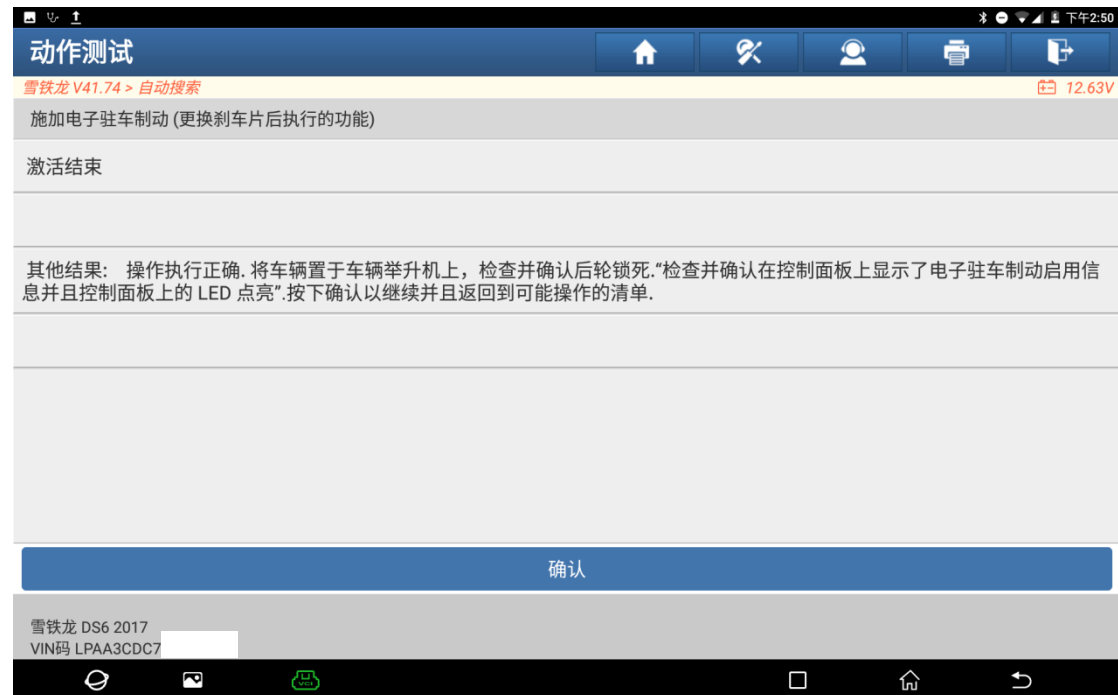 下午2:50
动作测试
雪铁龙 V41.74 > 自动搜索
12.63V
施加电子驻车制动 (更换刹车片后执行的功能)
激活结束
其他结果: 操作执行正确. 将车辆置于车辆举升机上，检查并确认后轮锁死.“检查并确认在控制面板上显示了电子驻车制动启用信
息并且控制面板上的 LED 点亮”.按下确认以继续并且返回到可能操作的清单.
确认
雪铁龙 DS6 2017
VIN码 LPAA3CDC7
VCI